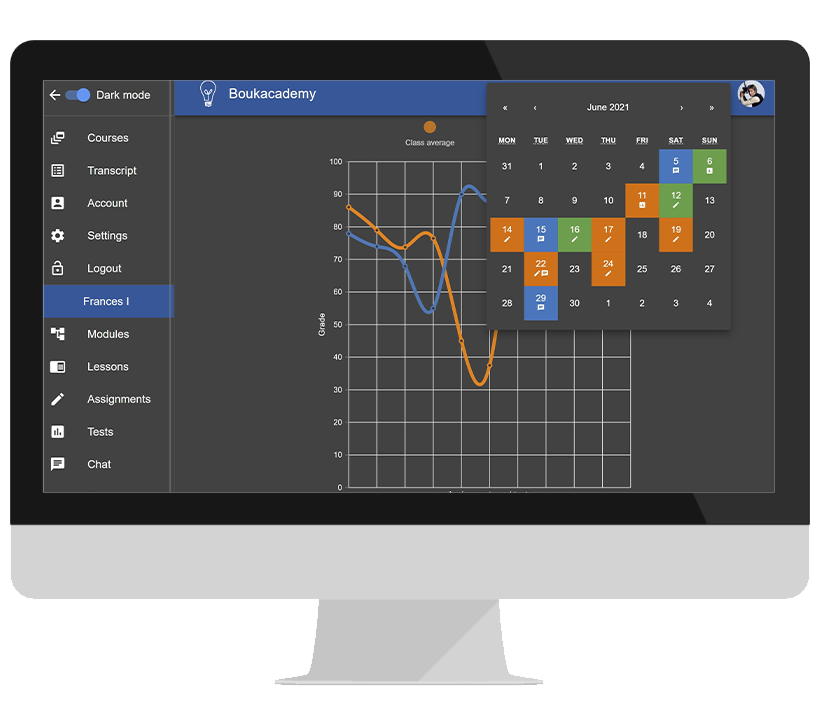 Dark mode
Boukacademy
Courses
Transcript
Account
Settings
Logout
Frances I
Modules
Lessons
Assignments
Tests
Chat
Class average
Grade
100
90
80
70
60
50
40
30
20
10
0
« ‹ June 2021 › »
MON TUE WED THU FRI SAT SUN
31 1 2 3 4 5 6
7 8 9 10 11 12 13
14 15 16 17 18 19 20
21 22 23 24 25 26 27
28 29 30 1 2 3 4